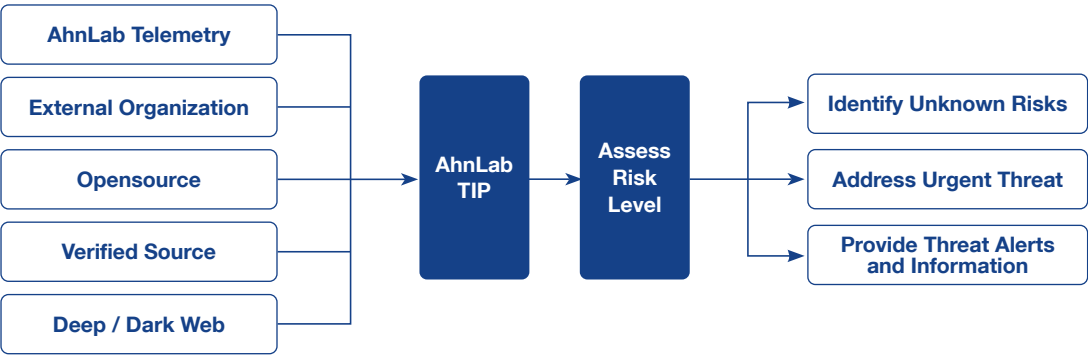 AhnLab Telemetry
External Organization
Opensource
Verified Source
Deep / Dark Web
AhnLab
TIP
Assess
Risk
Level
Identify Unknown Risks
Address Urgent Threat
Provide Threat Alerts
and Information